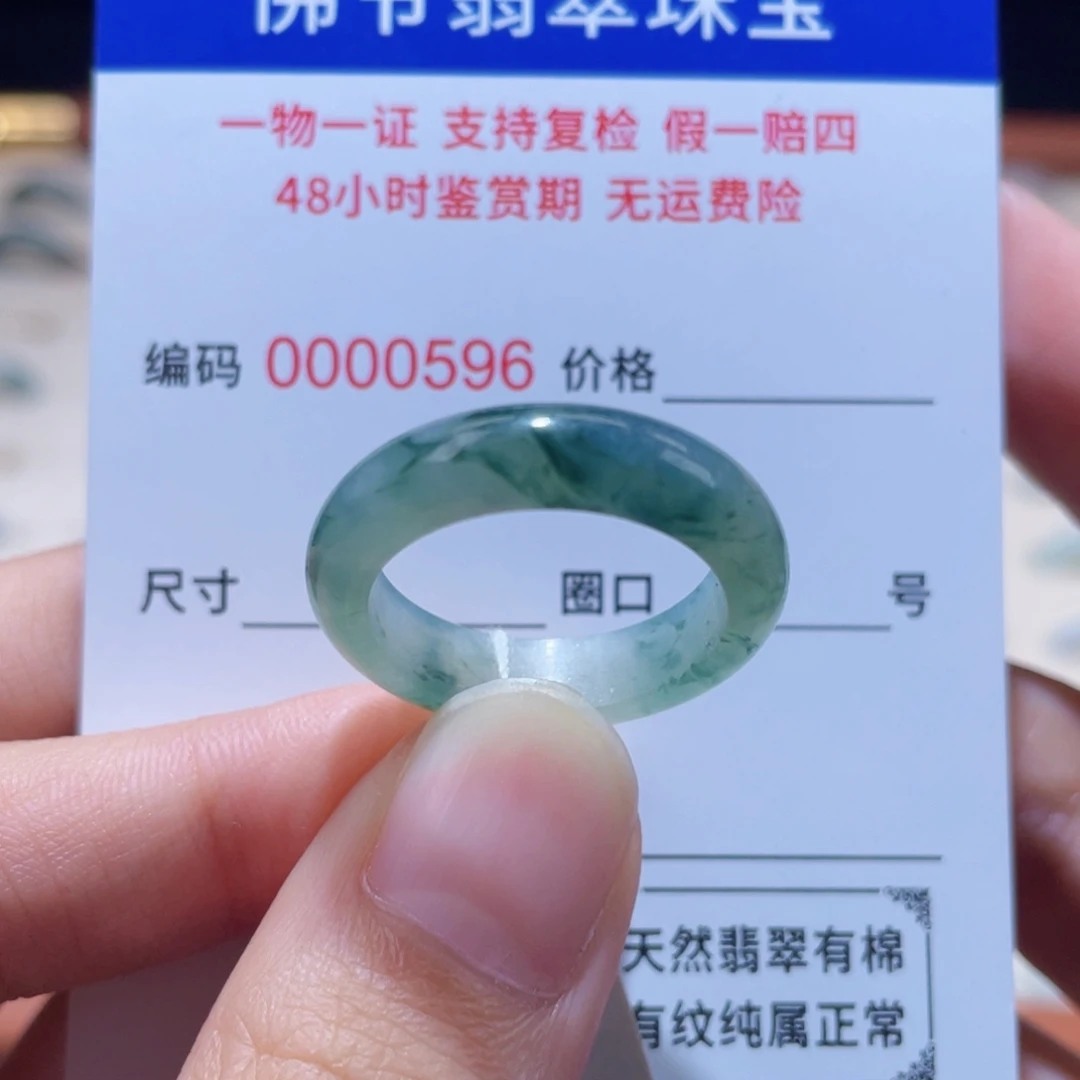 佛书翡翠珠宝
一物一证 支持复检 假一赔四
48小时鉴赏期 无运费险
编码 0000596 价格
尺寸 圈口 号
天然翡翠有棉
有纹纯属正常